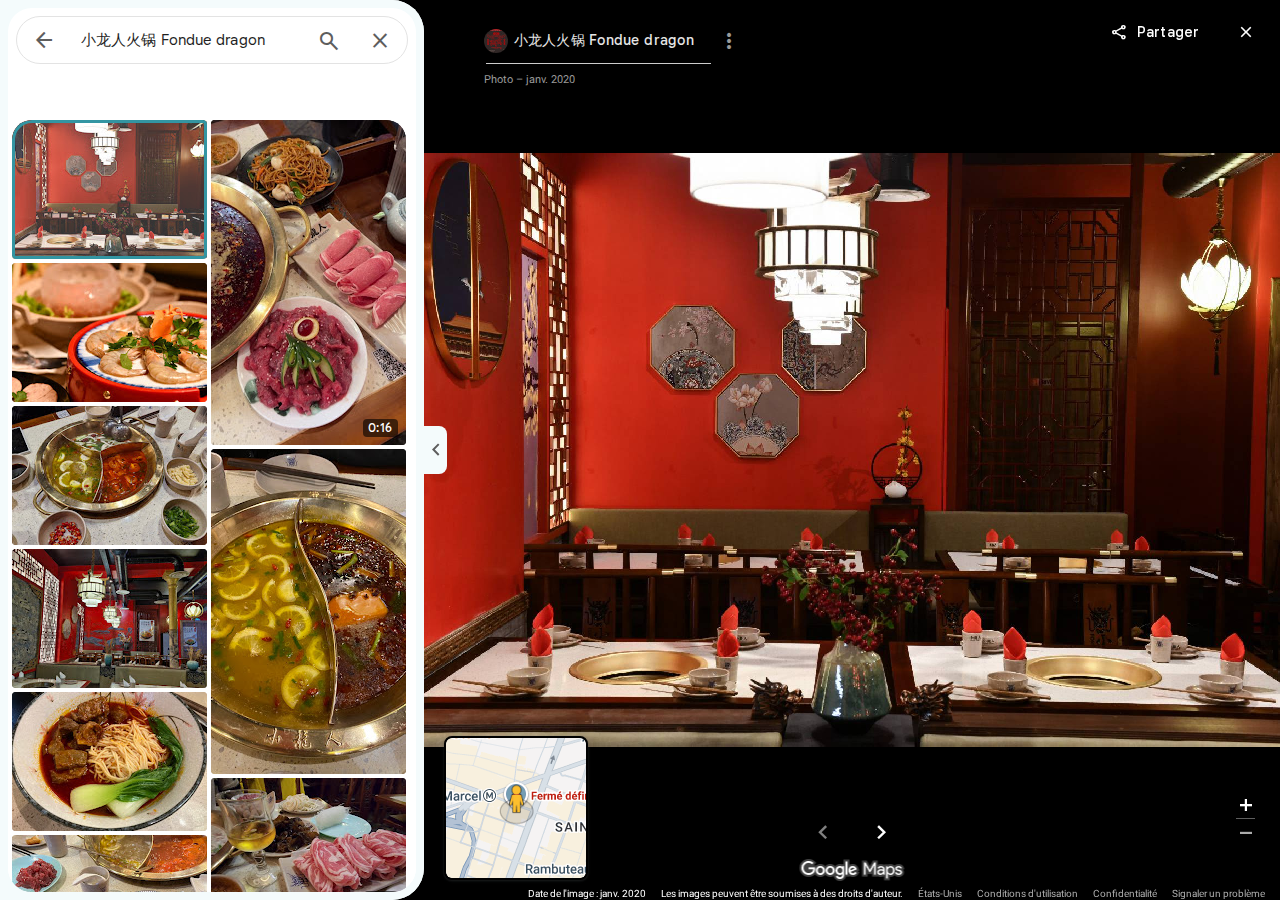 小龙人火锅 Fondue dragon
0:16
小龙人火锅 Fondue dragon
Photo – janv. 2020
Partager
Marcel M
Fermé défi
SAIN
Rambuteau
Google Maps
Date de l'image : janv. 2020 Les images peuvent être soumises à des droits d'auteur. États-Unis Conditions d'utilisation Confidentialité Signaler un problème